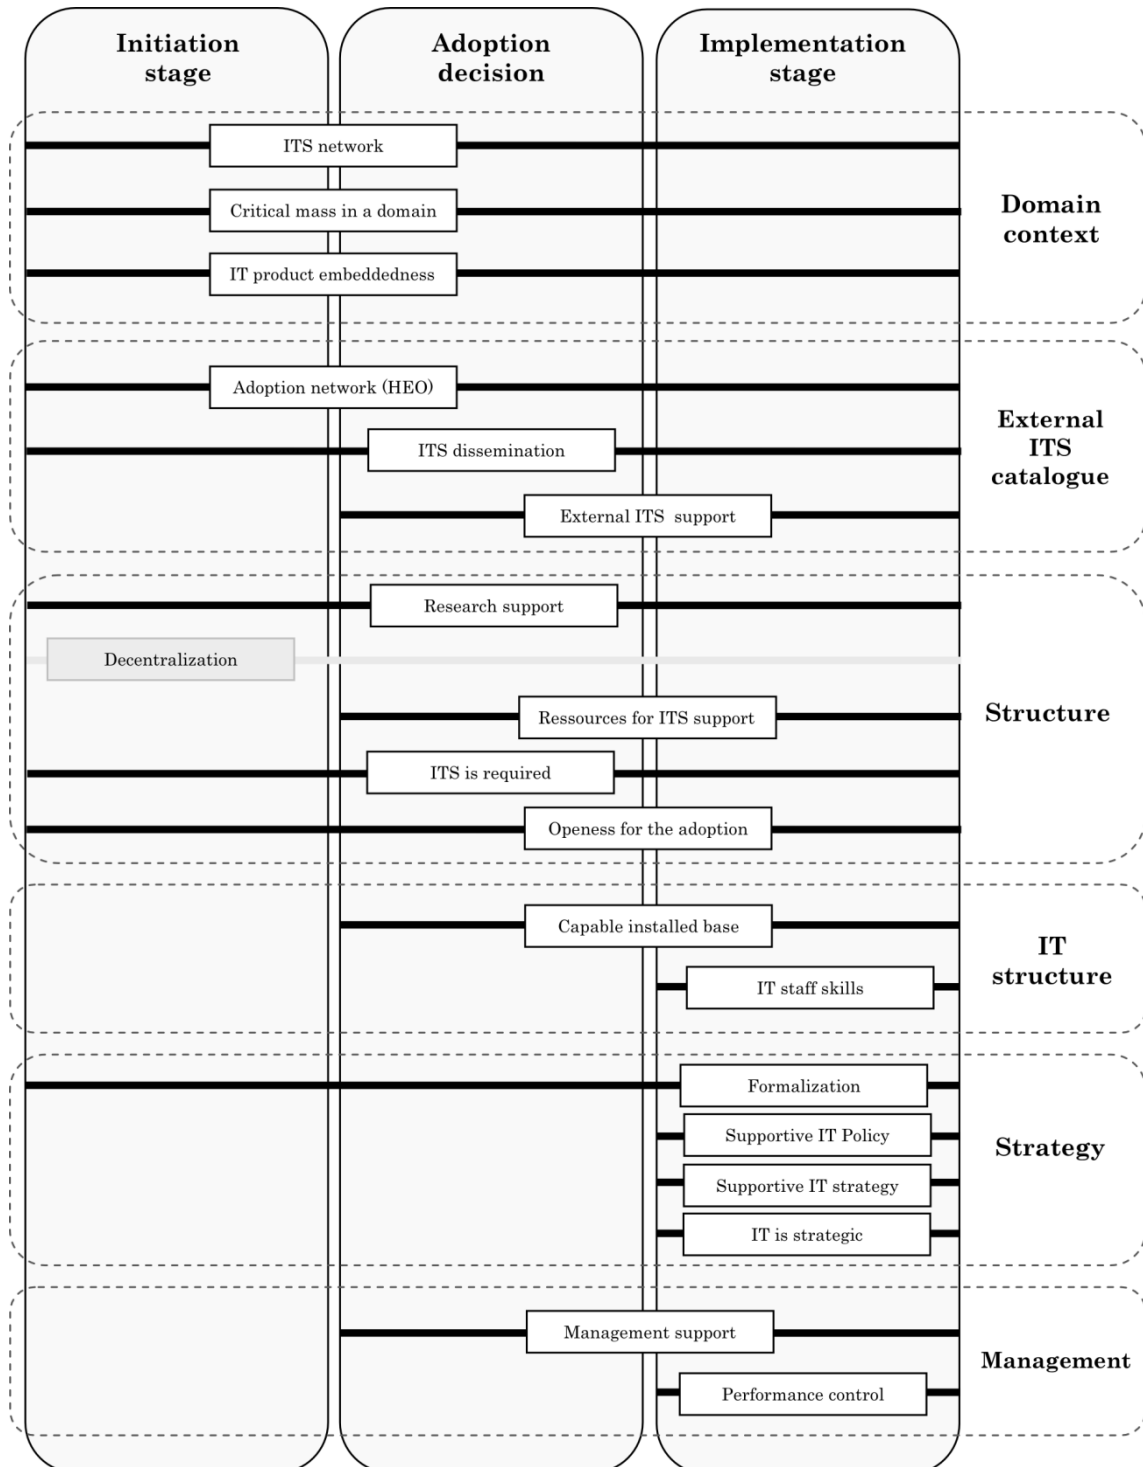 Initiation
stage
Adoption
decision
Implementation
stage
ITS network
Critical mass in a domain
IT product embeddedness
Domain
context
Adoption network (HEO)
ITS dissemination
External ITS support
External
ITS
catalogue
Research support
Decentralization
Ressources for ITS support
ITS is required
Openess for the adoption
Structure
Capable installed base
IT staff skills
IT
structure
Formalization
Supportive IT Policy
Supportive IT strategy
IT is strategic
Strategy
Management support
Performance control
Management